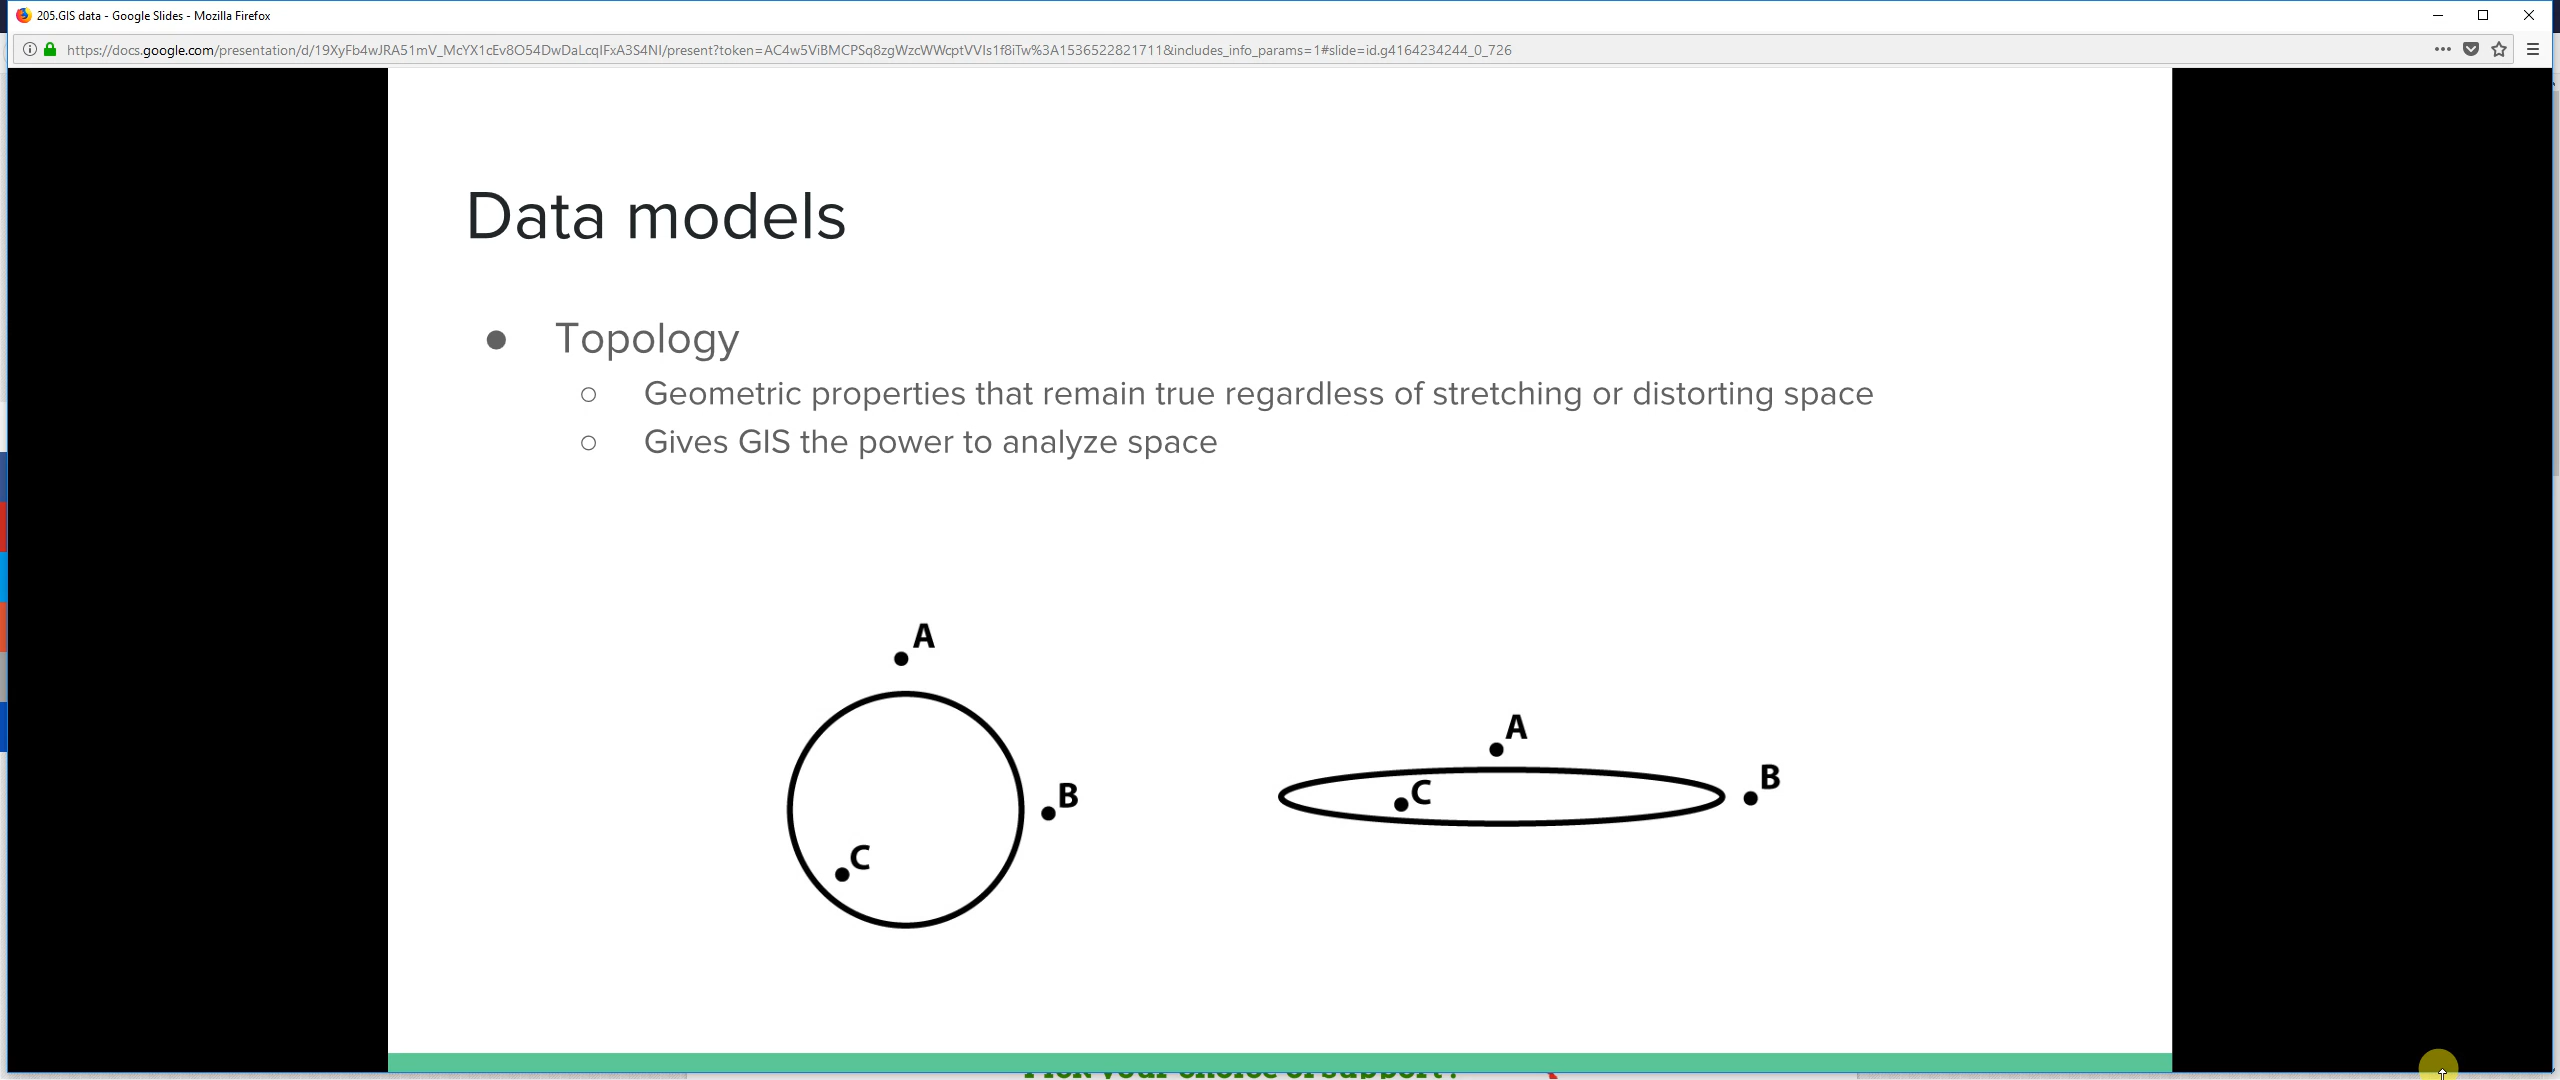 205.GIS data - Google Slides - Mozilla Firefox
https://docs.google.com/presentation/d/19XyFb4wJRA51mV_McYX1cEv8O54DwDaLcqIFxA3S4NI/present?token=AC4w5ViBMCPSq8zgWzcWWcptVVIs1f8iTw%3A1536522821711&includes_info_params=1#slide=id.g4164234244_0_726
Data models
● Topology
○ Geometric properties that remain true regardless of stretching or distorting space
○ Gives GIS the power to analyze space
A
B
C
A
B
C